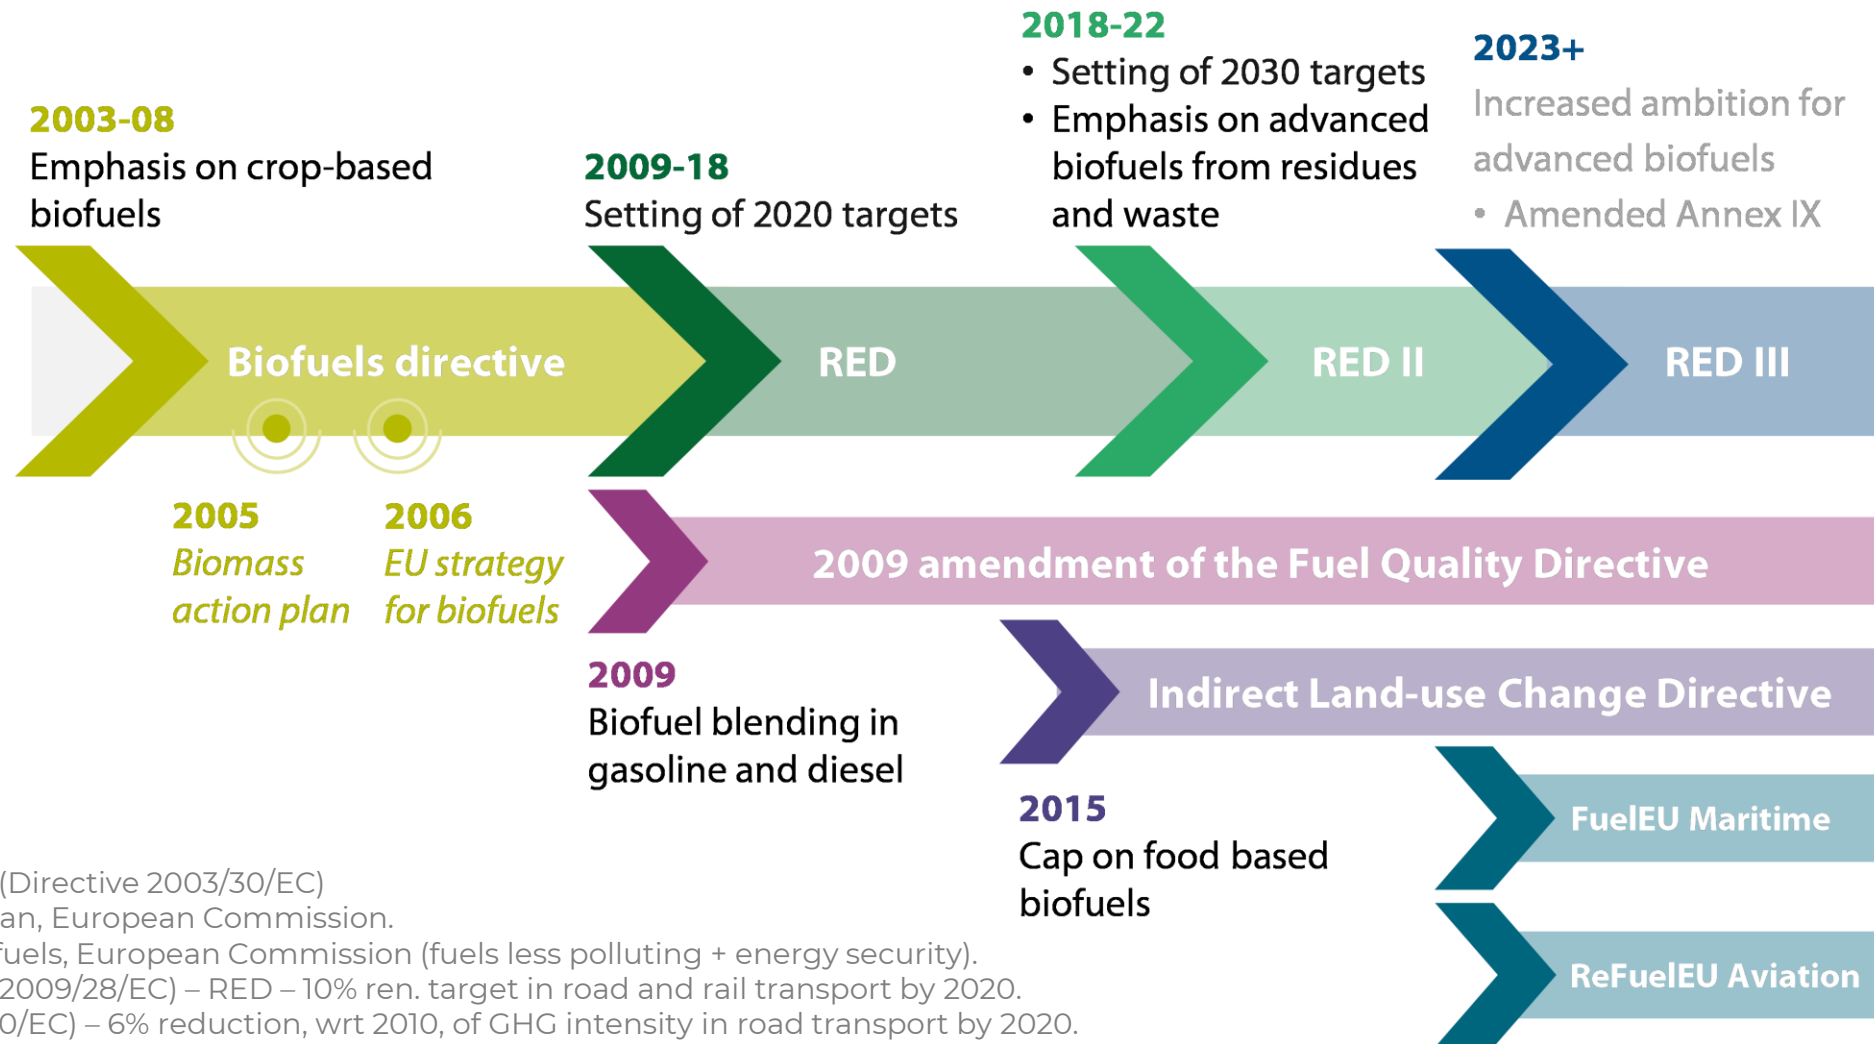 2003-08
Emphasis on crop-based
biofuels
2009-18
Setting of 2020 targets
2018-22
• Setting of 2030 targets
• Emphasis on advanced
biofuels from residues
and waste
2023+
Increased ambition for
advanced biofuels
• Amended Annex IX
Biofuels directive
RED
RED II
RED III
2005
Biomass
action plan
2006
EU strategy
for biofuels
2009 amendment of the Fuel Quality Directive
2009
Biofuel blending in
gasoline and diesel
Indirect Land-use Change Directive
2015
Cap on food based
biofuels
FuelEU Maritime
ReFuelEU Aviation
(Directive 2003/30/EC)
an, European Commission.
fuels, European Commission (fuels less polluting + energy security).
2009/28/EC) – RED – 10% ren. target in road and rail transport by 2020.
0/EC) – 6% reduction, wrt 2010, of GHG intensity in road transport by 2020.